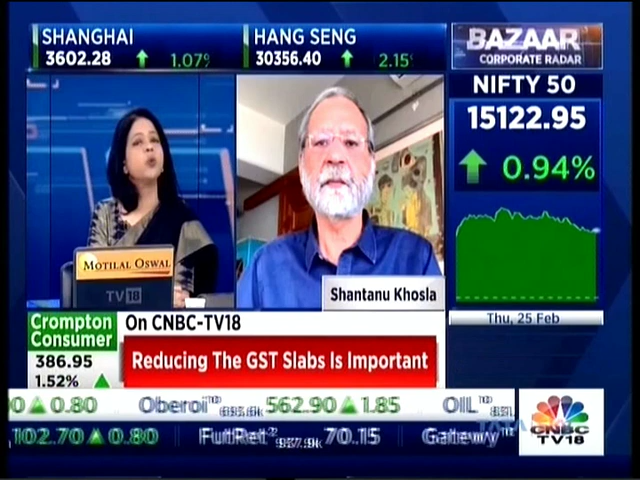 SHANGHAI
3602.28 1.07%
HANG SENG
30356.40 2.15%
BAZAAR
CORPORATE RADAR
NIFTY 50
15122.95
0.94%
MOTILAL OSWAL
TV18
Shantanu Khosla
Thu, 25 Feb
Crompton
Consumer
386.95
1.52%
On CNBC-TV18
Reducing The GST Slabs Is Important
0 0.80 Oberoi 562.90 1.85 OIL
102.70 0.80 FutRet 70.15 Gateway
CNBC
TV18